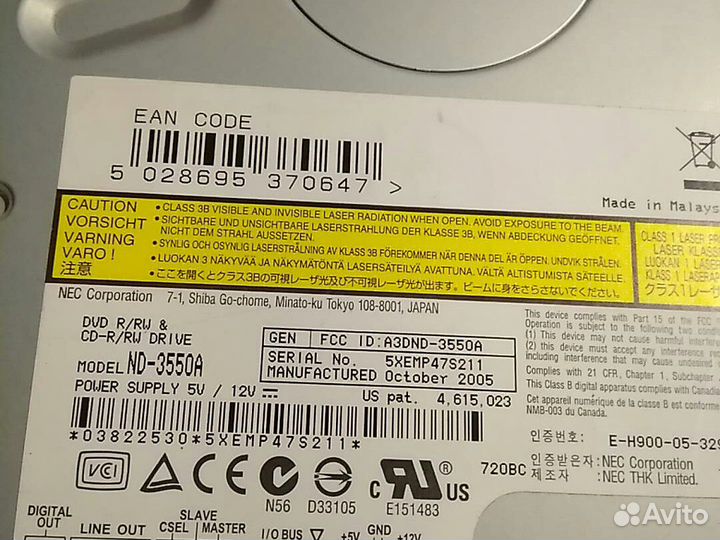 EAN CODE
5 028695 370647 >
Made in Malays
CAUTION
VORSICHT
VARNING
VARO!
注意
• CLASS 3B VISIBLE AND INVISIBLE LASER RADIATION WHEN OPEN. AVOID EXPOSURE TO THE BEAM.
• SICHTBARE UND UNSICHTBARE LASERSTRAHLUNG DER KLASSE 3B, WENN ABDECKUNG GEÖFFNET.
NICHT DEM STRAHL AUSSETZEN.
• SYNLIG OCH OSYNLIG LASERSTRÅLNING AV KLASS 3B FÖREKOMMER NÄR DENNA DEL ÄR ÖPPEN. UNDVIK STRÅLEN.
• LUOKAN 3 NÄKYVÄÄ JA NÄKYMÄTÖNTÄ LASERSÄTEILYÄ AVATTUNA. VÄLTÄ ALTISTUMISTA SÄTEELLE.
• ここを開くとクラス3Bの可視レーザ光及び不可視レーザ光が出ます。ビームに身をさらさないでください。
CLASS 1 LASER PR
LASER KLASSE
LUOKAN 1
KLASS 1 LASERAP
クラス1レーザ
NEC Corporation 7-1, Shiba Go-chome, Minato-ku Tokyo 108-8001, JAPAN
DVD R/RW &
CD-R/RW DRIVE
MODEL ND-3550A
POWER SUPPLY 5V / 12V
GEN FCC ID:A3DND-3550A
SERIAL No. 5XEMP47S211
MANUFACTURED October 2005
US pat. 4,615,023
This device complies with Part 15 of the FCC
Operation is subject to the following two cond
(1) This device may not cause harmful
(2) this device must accept any interference
including interference that may cause undesired
Complies with 21 CFR, Chapter 1, Subchapter
This Class B digital apparatus complies with Canadia
Cet appareil numérique de la classe B est conforme
NMB-003 du Canada.
*03822530*5XEMP47S211*
인증번호: E-H900-05-329
720BC
인증받은자: NEC Corporation
제조자: NEC THK Limited.
VCI
N56
D33105
C UL US
E151483
DIGITAL
OUT
LINE OUT
SLAVE
CSEL MASTER
I/O BUS
+5V
GND
+12V
Avito